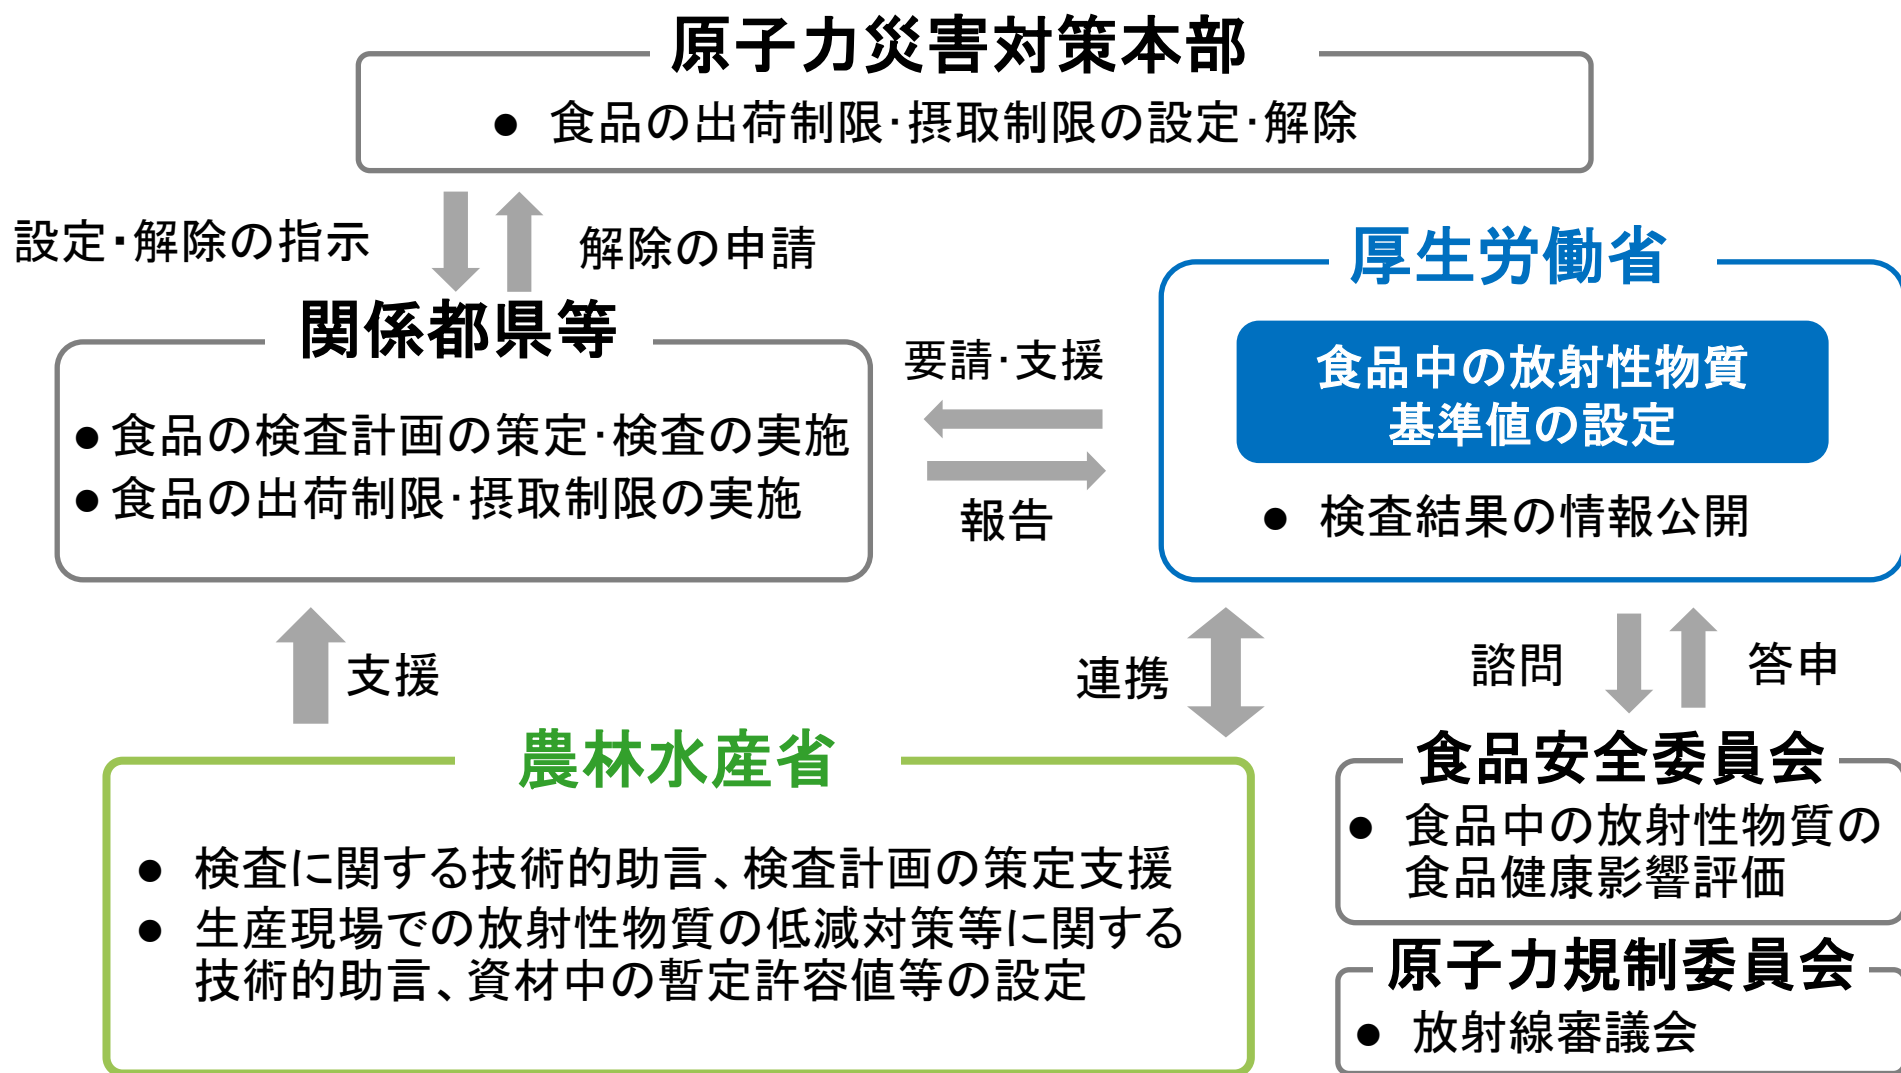 原子力災害対策本部
● 食品の出荷制限･摂取制限の設定･解除
設定･解除の指示
解除の申請
関係都県等
● 食品の検査計画の策定･検査の実施
● 食品の出荷制限･摂取制限の実施
要請･支援
報告
厚生労働省
食品中の放射性物質
基準値の設定
● 検査結果の情報公開
支援
連携
諮問
答申
農林水産省
● 検査に関する技術的助言、検査計画の策定支援
● 生産現場での放射性物質の低減対策等に関する
技術的助言、資材中の暫定許容値等の設定
食品安全委員会
● 食品中の放射性物質の
食品健康影響評価
原子力規制委員会
● 放射線審議会